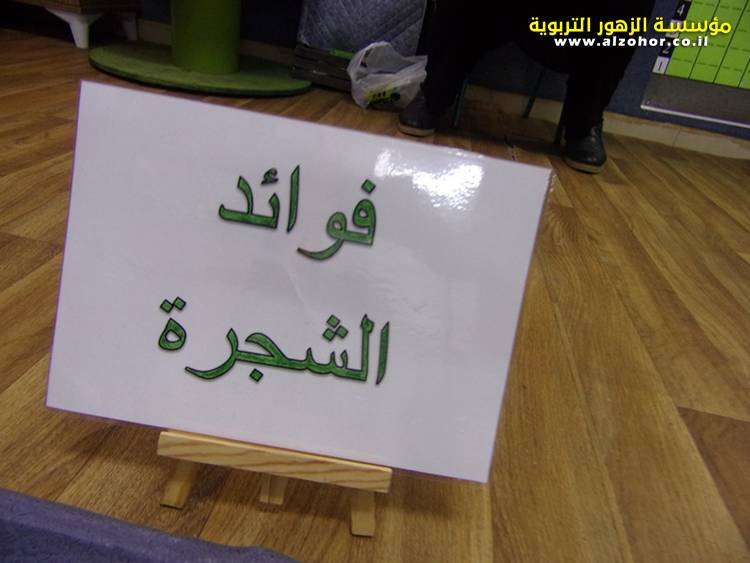 مؤسسة الزهور التربوية
www.alzohor.co.il
فوائد
الشجرة